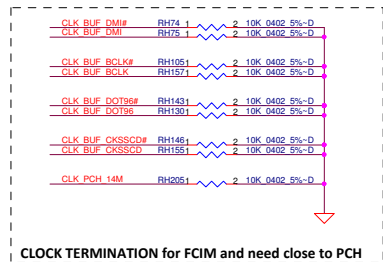 CLK_BUF_DMI# RH74 1 2 10K_0402_5%~D
CLK_BUF_DMI RH75 1 2 10K_0402_5%~D
CLK_BUF_BCLK# RH105 1 2 10K_0402_5%~D
CLK_BUF_BCLK RH157 1 2 10K_0402_5%~D
CLK_BUF_DOT96# RH143 1 2 10K_0402_5%~D
CLK_BUF_DOT96 RH130 1 2 10K_0402_5%~D
CLK_BUF_CKSSCD# RH146 1 2 10K_0402_5%~D
CLK_BUF_CKSSCD RH155 1 2 10K_0402_5%~D
CLK_PCH_14M RH205 1 2 10K_0402_5%~D
CLOCK TERMINATION for FCIM and need close to PCH